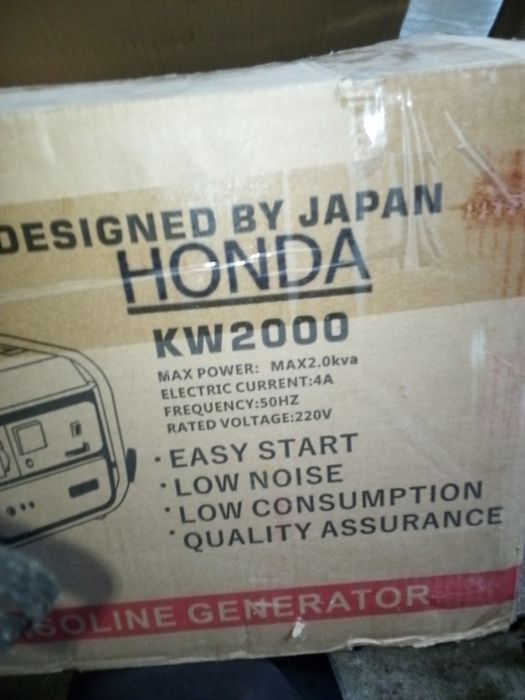 DESIGNED BY JAPAN
HONDA
KW2000
MAX POWER: MAX2.0kva
ELECTRIC CURRENT:4A
FREQUENCY:50HZ
RATED VOLTAGE:220V
· EASY START
· LOW NOISE
· LOW CONSUMPTION
· QUALITY ASSURANCE
ASOLINE GENERATOR